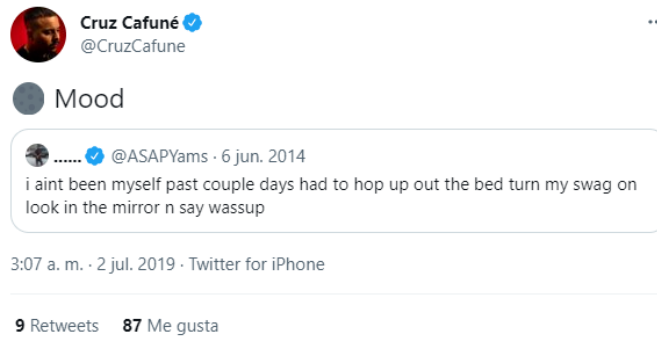 Cruz Cafuné
@CruzCafune
🌑 Mood
...... @ASAPYams · 6 jun. 2014
i aint been myself past couple days had to hop up out the bed turn my swag on
look in the mirror n say wassup
3:07 a. m. · 2 jul. 2019 · Twitter for iPhone
9 Retweets 87 Me gusta